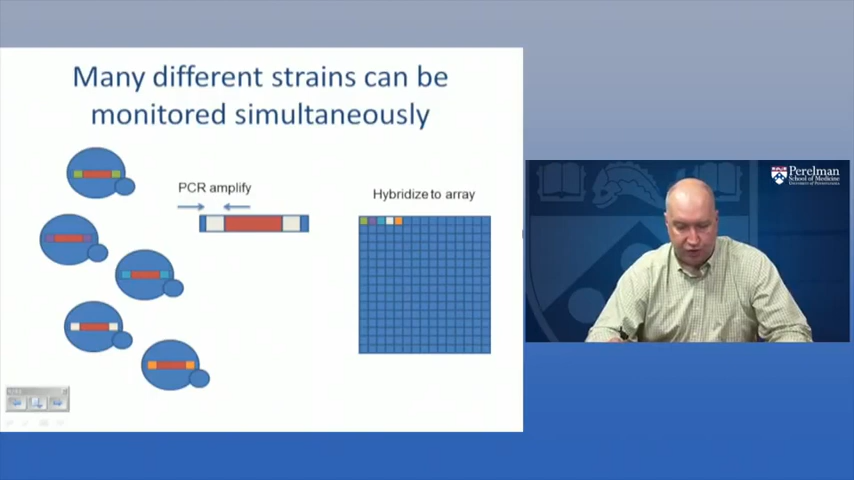 Many different strains can be
monitored simultaneously
PCR amplify
Hybridize to array
Perelman
School of Medicine
University of Pennsylvania